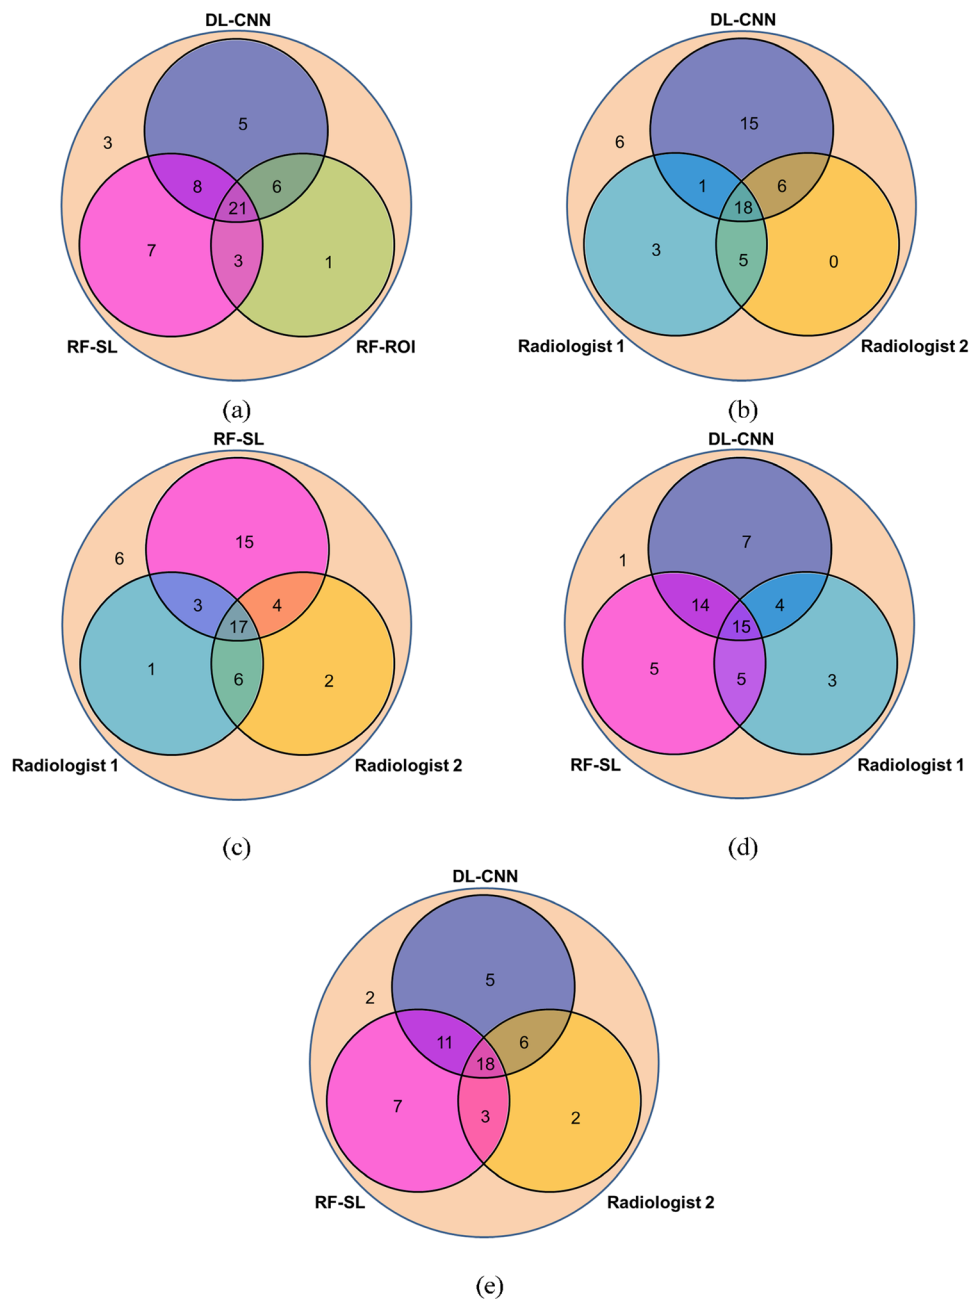 DL-CNN
5
3
8
6
21
7
3
1
RF-SL
RF-ROI
(a)
DL-CNN
15
6
1
6
18
3
5
0
Radiologist 1
Radiologist 2
(b)
RF-SL
15
6
3
4
17
1
6
2
Radiologist 1
Radiologist 2
(c)
DL-CNN
7
1
14
4
15
5
5
3
RF-SL
Radiologist 1
(d)
DL-CNN
5
2
11
6
18
7
3
2
RF-SL
Radiologist 2
(e)